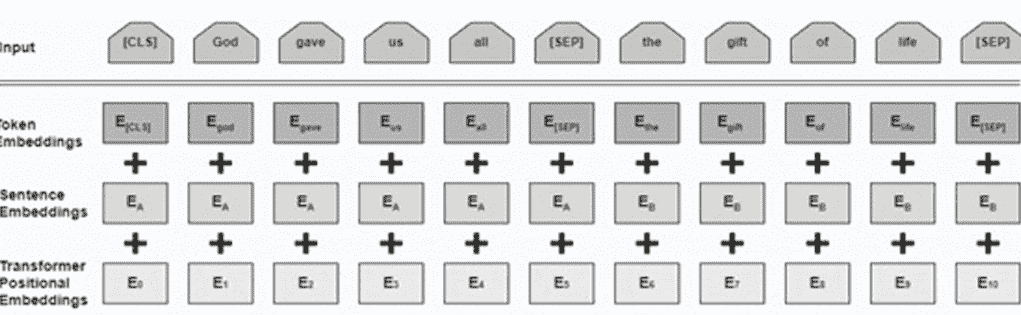 Input [CLS] God gave us all [SEP] the gift of life [SEP]
Token
Embeddings
E[CLS] Egod Egave Eus Eall E[SEP] Ethe Egift Eof Elife E[SEP]
+ + + + + + + + + + +
Sentence
Embeddings
EA EA EA EA EA EA EB EB EB EB EB
+ + + + + + + + + + +
Transformer
Positional
Embeddings
E0 E1 E2 E3 E4 E5 E6 E7 E8 E9 E10